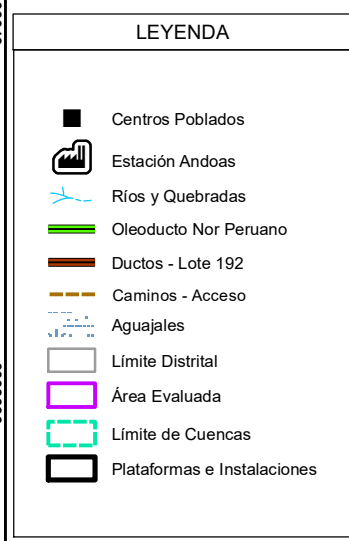 LEYENDA
Centros Poblados
Estación Andoas
Ríos y Quebradas
Oleoducto Nor Peruano
Ductos - Lote 192
Caminos - Acceso
Aguajales
Límite Distrital
Área Evaluada
Límite de Cuencas
Plataformas e Instalaciones